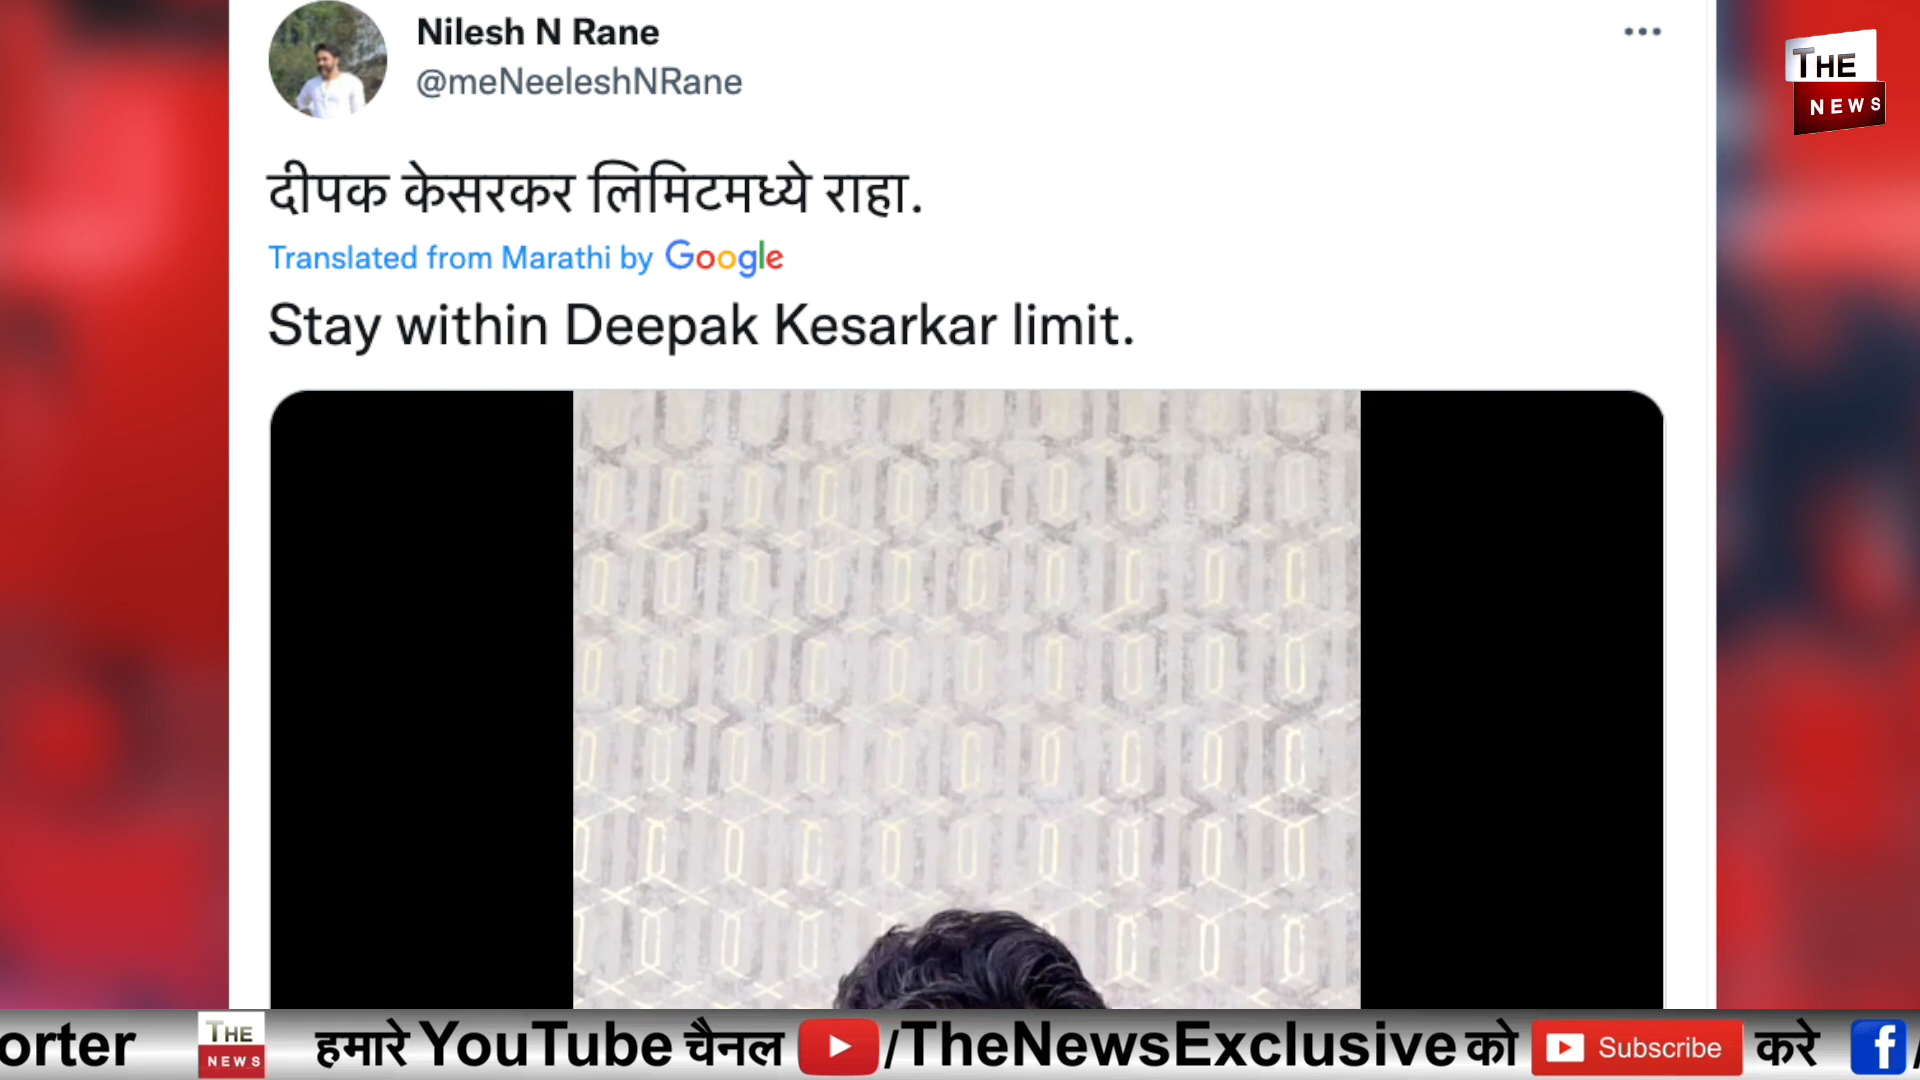 Nilesh N Rane
@meNeeleshNRane
THE
NEWS
दीपक केसरकर लिमिटमध्ये राहा.
Translated from Marathi by Google
Stay within Deepak Kesarkar limit.
orter THE NEWS हमारे YouTube चैनल /TheNewsExclusive को Subscribe करे f